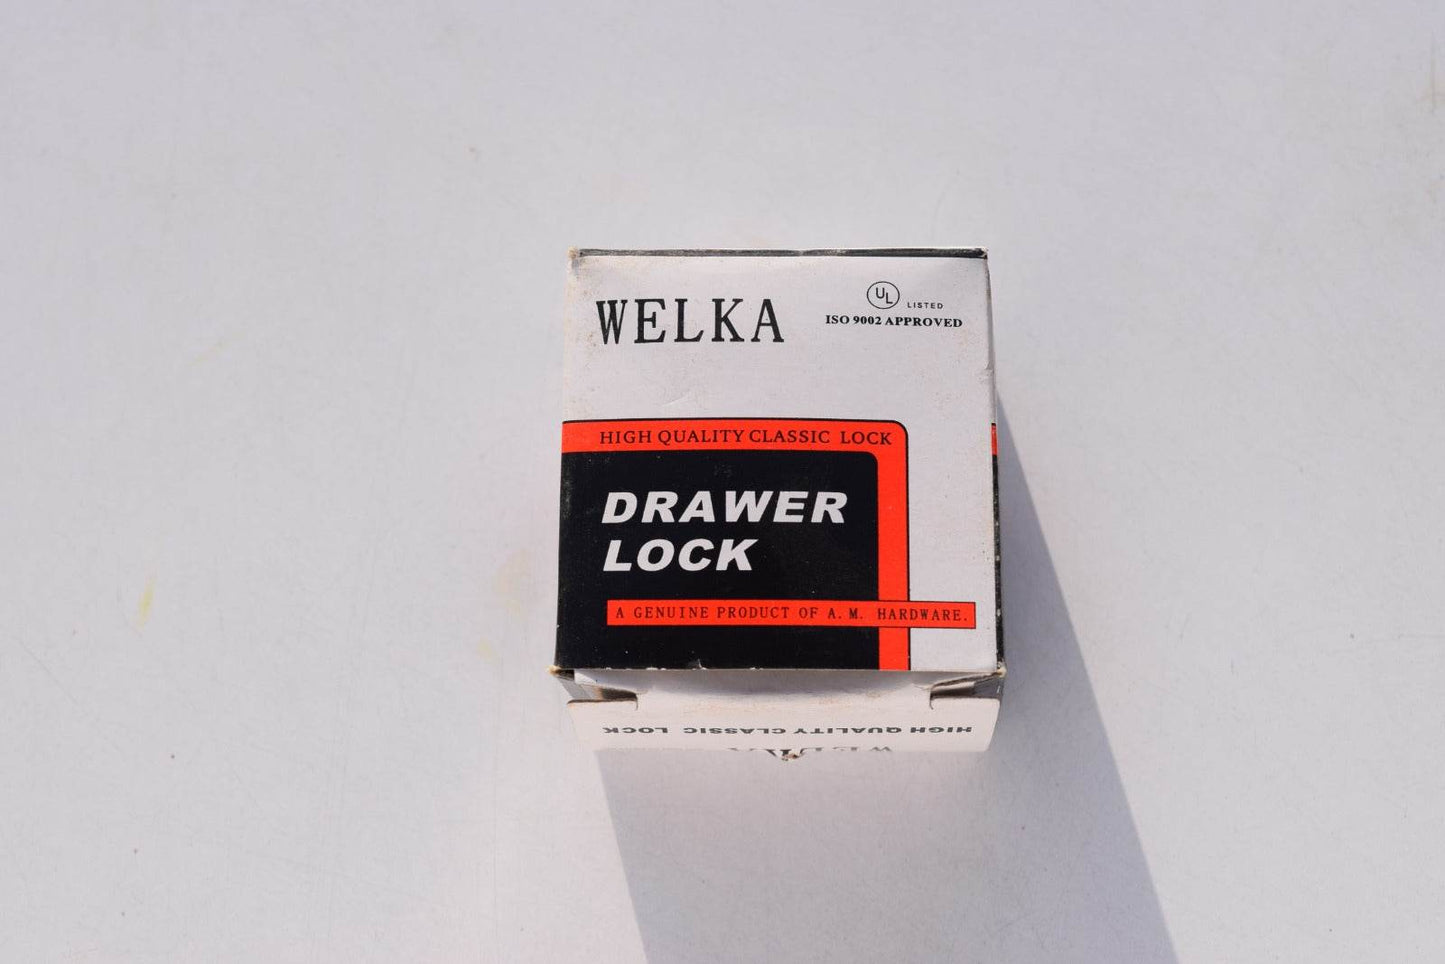 WELKA
UL LISTED
ISO 9002 APPROVED
HIGH QUALITY CLASSIC LOCK
DRAWER
LOCK
A GENUINE PRODUCT OF A. M. HARDWARE.
HIGH QUALITY CLASSIC LOCK